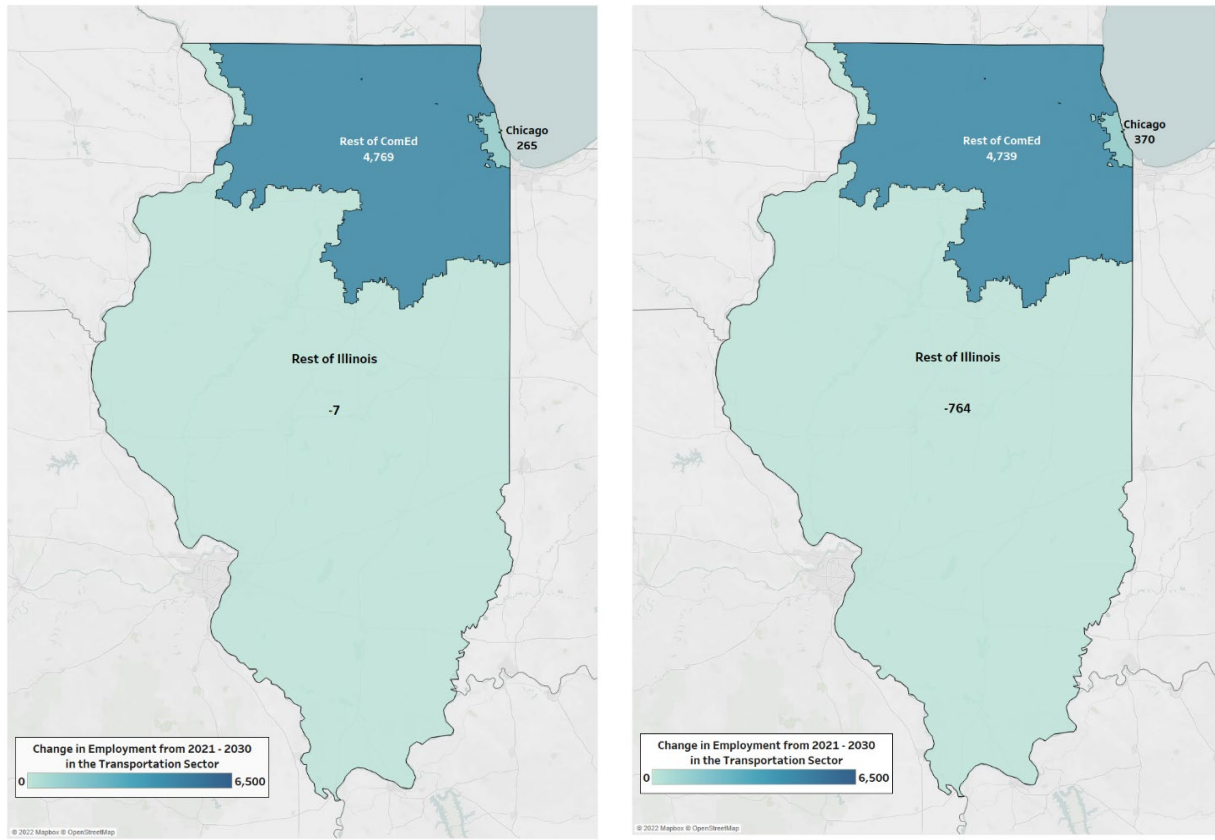 Rest of ComEd
4,769
Chicago
265
Rest of Illinois
-7
Change in Employment from 2021 - 2030
in the Transportation Sector
0
6,500
© 2022 Mapbox © OpenStreetMap
Rest of ComEd
4,739
Chicago
370
Rest of Illinois
-764
Change in Employment from 2021 - 2030
in the Transportation Sector
0
6,500
© 2022 Mapbox © OpenStreetMap